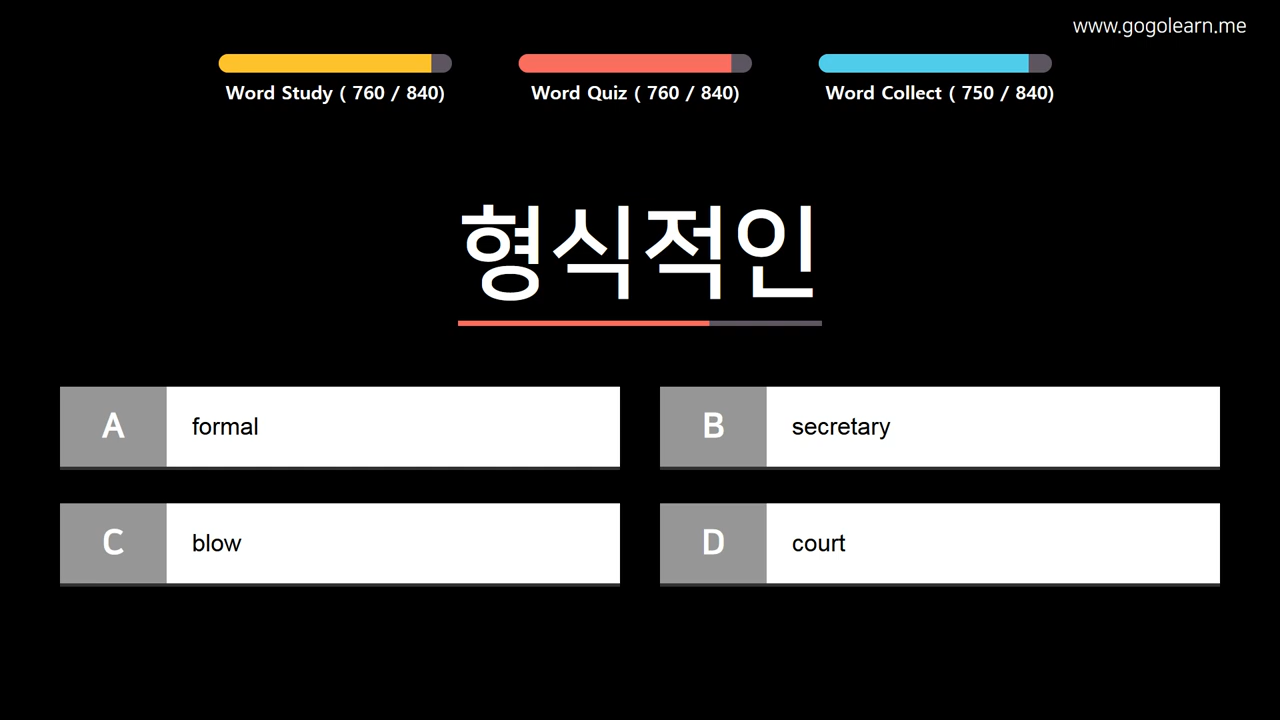 www.gogolearn.me
Word Study ( 760 / 840)
Word Quiz ( 760 / 840)
Word Collect ( 750 / 840)
형식적인
A formal
B secretary
C blow
D court